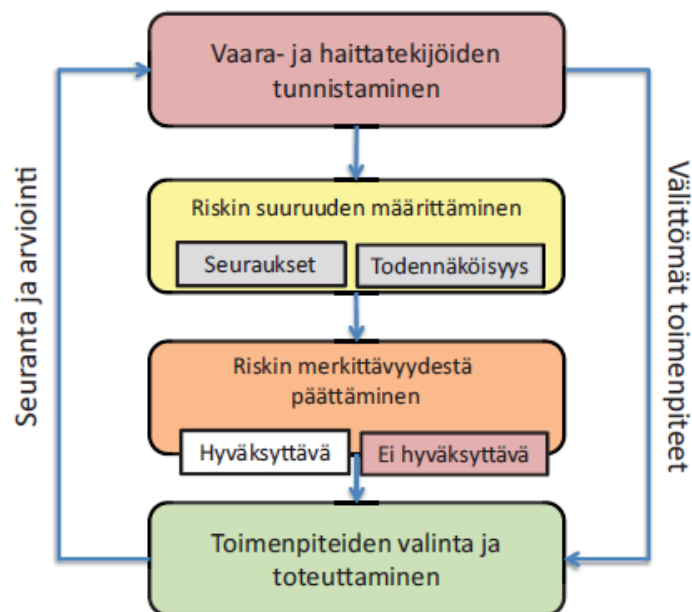 Vaara- ja haittatekijöiden
tunnistaminen
Riskin suuruuden määrittäminen
Seuraukset
Todennäköisyys
Riskin merkittävyydestä
päättäminen
Hyväksyttävä
Ei hyväksyttävä
Toimenpiteiden valinta ja
toteuttaminen
Seuranta ja arviointi
Välittömät toimenpiteet